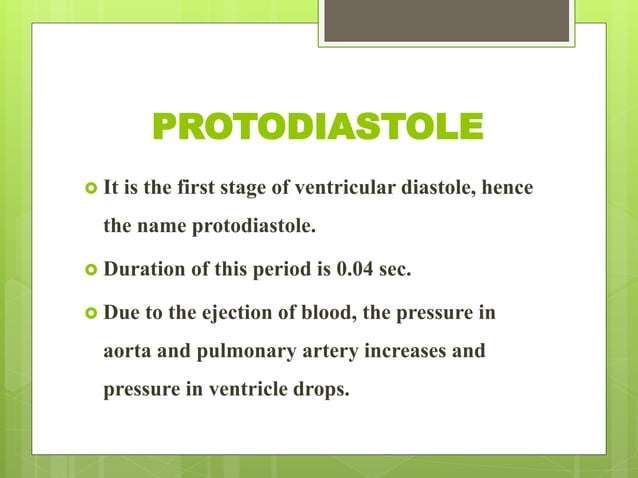 PROTODIASTOLE
It is the first stage of ventricular diastole, hence
the name protodiastole.
Duration of this period is 0.04 sec.
Due to the ejection of blood, the pressure in
aorta and pulmonary artery increases and
pressure in ventricle drops.